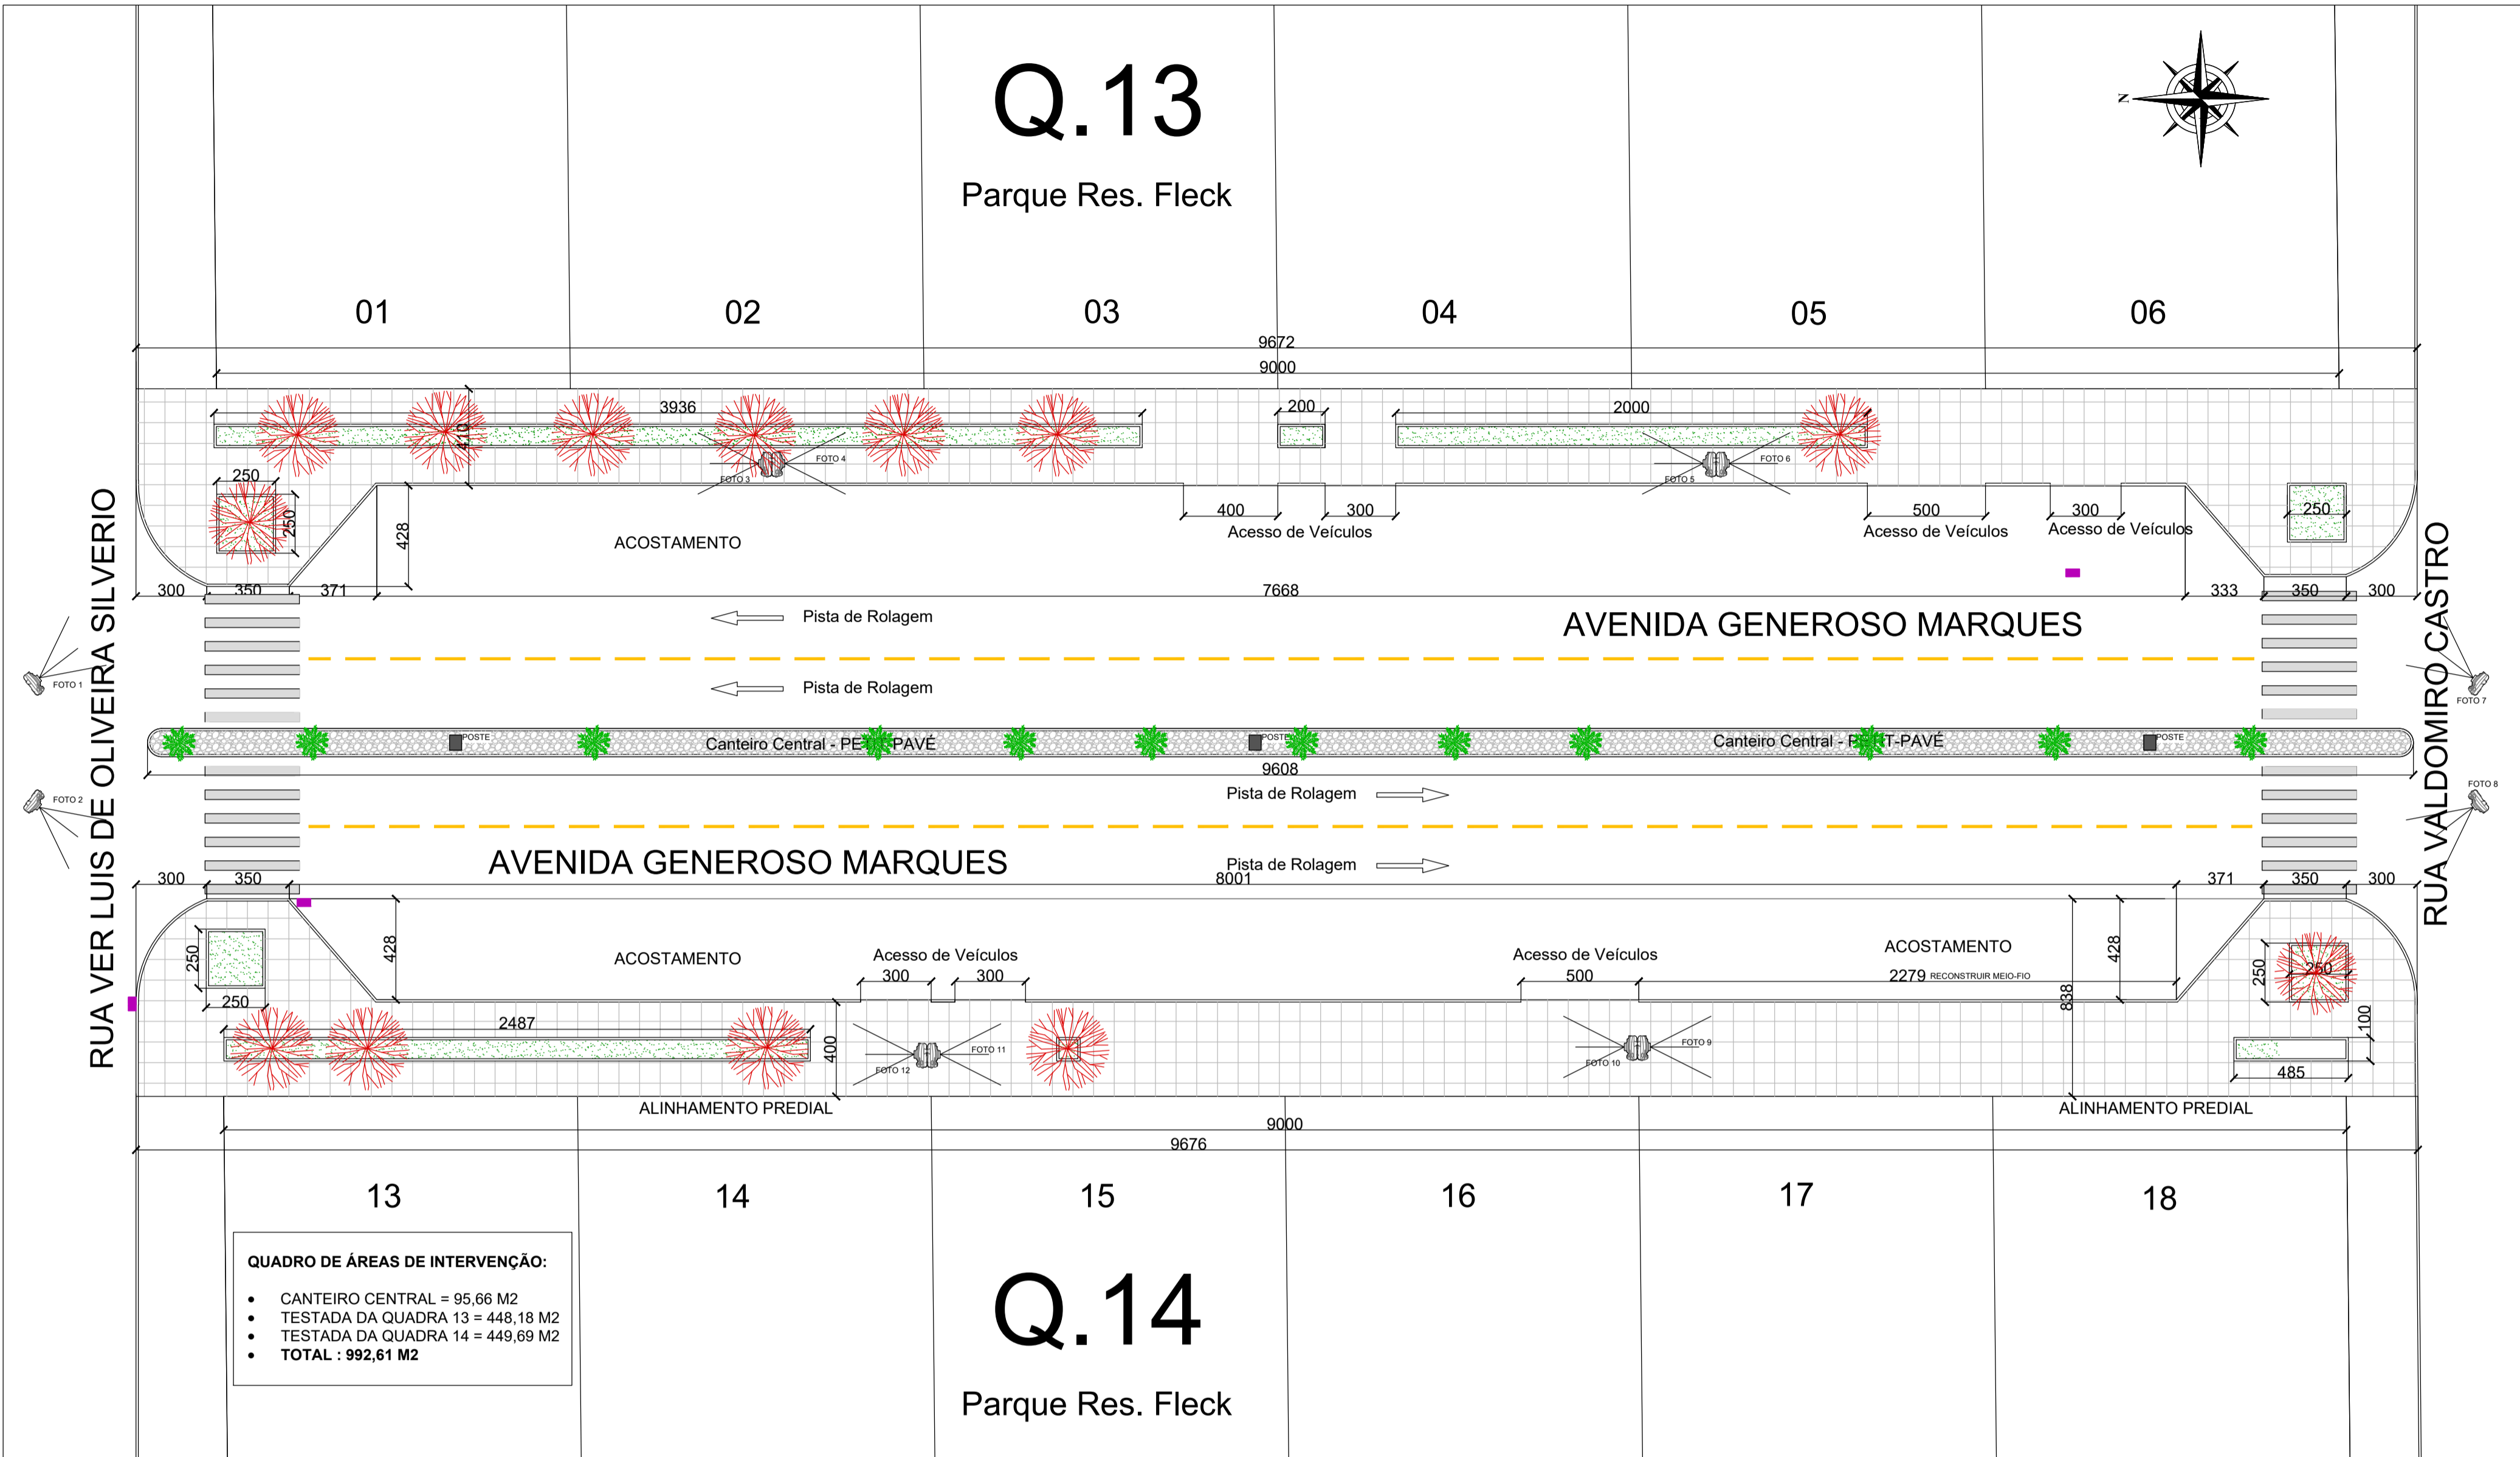 Q.13
Parque Res. Fleck
N
01
02
03
04
05
06
9672
9000
3936
200
2000
410
FOTO 4
FOTO 3
FOTO 6
FOTO 5
250
250
428
ACOSTAMENTO
400
300
Acesso de Veículos
500
Acesso de Veículos
300
Acesso de Veículos
250
300
350
371
7668
333
350
300
RUA VER LUIS DE OLIVEIRA SILVERIO
RUA VALDOMIRO CASTRO
Pista de Rolagem
AVENIDA GENEROSO MARQUES
Pista de Rolagem
FOTO 1
FOTO 7
POSTE
Canteiro Central - PETIT-PAVÉ
POSTE
Canteiro Central - PETIT-PAVÉ
POSTE
9608
FOTO 2
FOTO 8
Pista de Rolagem
AVENIDA GENEROSO MARQUES
Pista de Rolagem
300
350
8001
371
350
300
250
250
428
ACOSTAMENTO
Acesso de Veículos
300
300
Acesso de Veículos
500
ACOSTAMENTO
2279 RECONSTRUIR MEIO-FIO
428
838
250
250
100
485
2487
400
FOTO 11
FOTO 12
FOTO 9
FOTO 10
ALINHAMENTO PREDIAL
ALINHAMENTO PREDIAL
9000
9676
13
14
15
16
17
18
QUADRO DE ÁREAS DE INTERVENÇÃO:
• CANTEIRO CENTRAL = 95,66 M2
• TESTADA DA QUADRA 13 = 448,18 M2
• TESTADA DA QUADRA 14 = 449,69 M2
• TOTAL : 992,61 M2
Q.14
Parque Res. Fleck